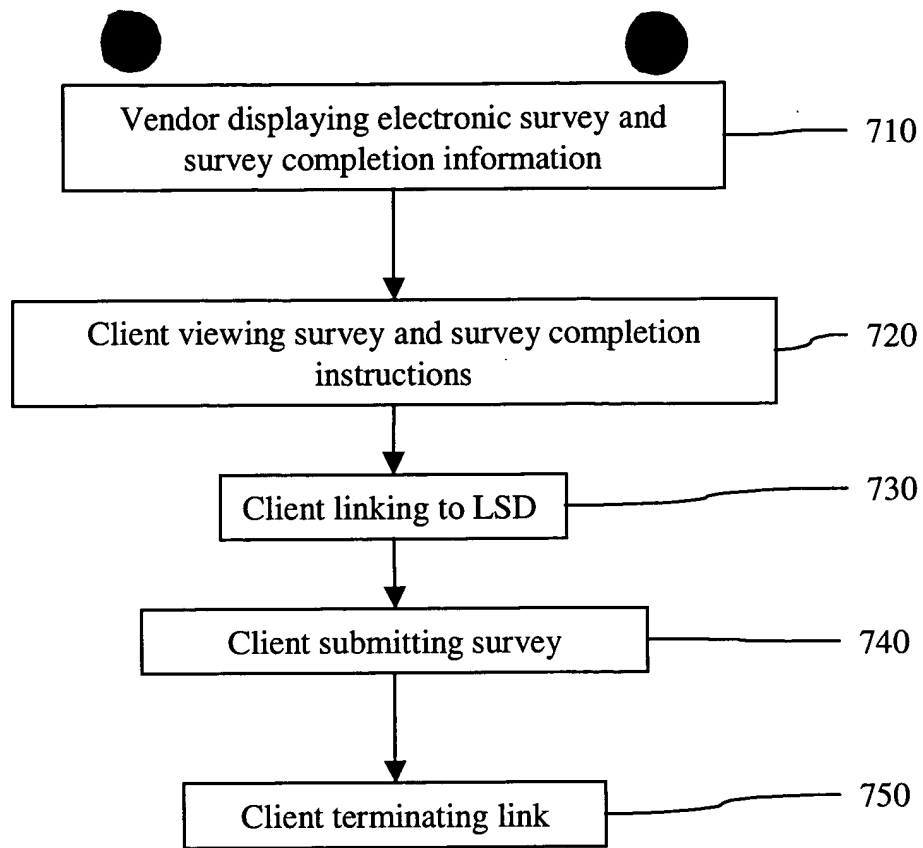 Vendor displaying electronic survey and
survey completion information
710
Client viewing survey and survey completion
instructions
720
Client linking to LSD
730
Client submitting survey
740
Client terminating link
750